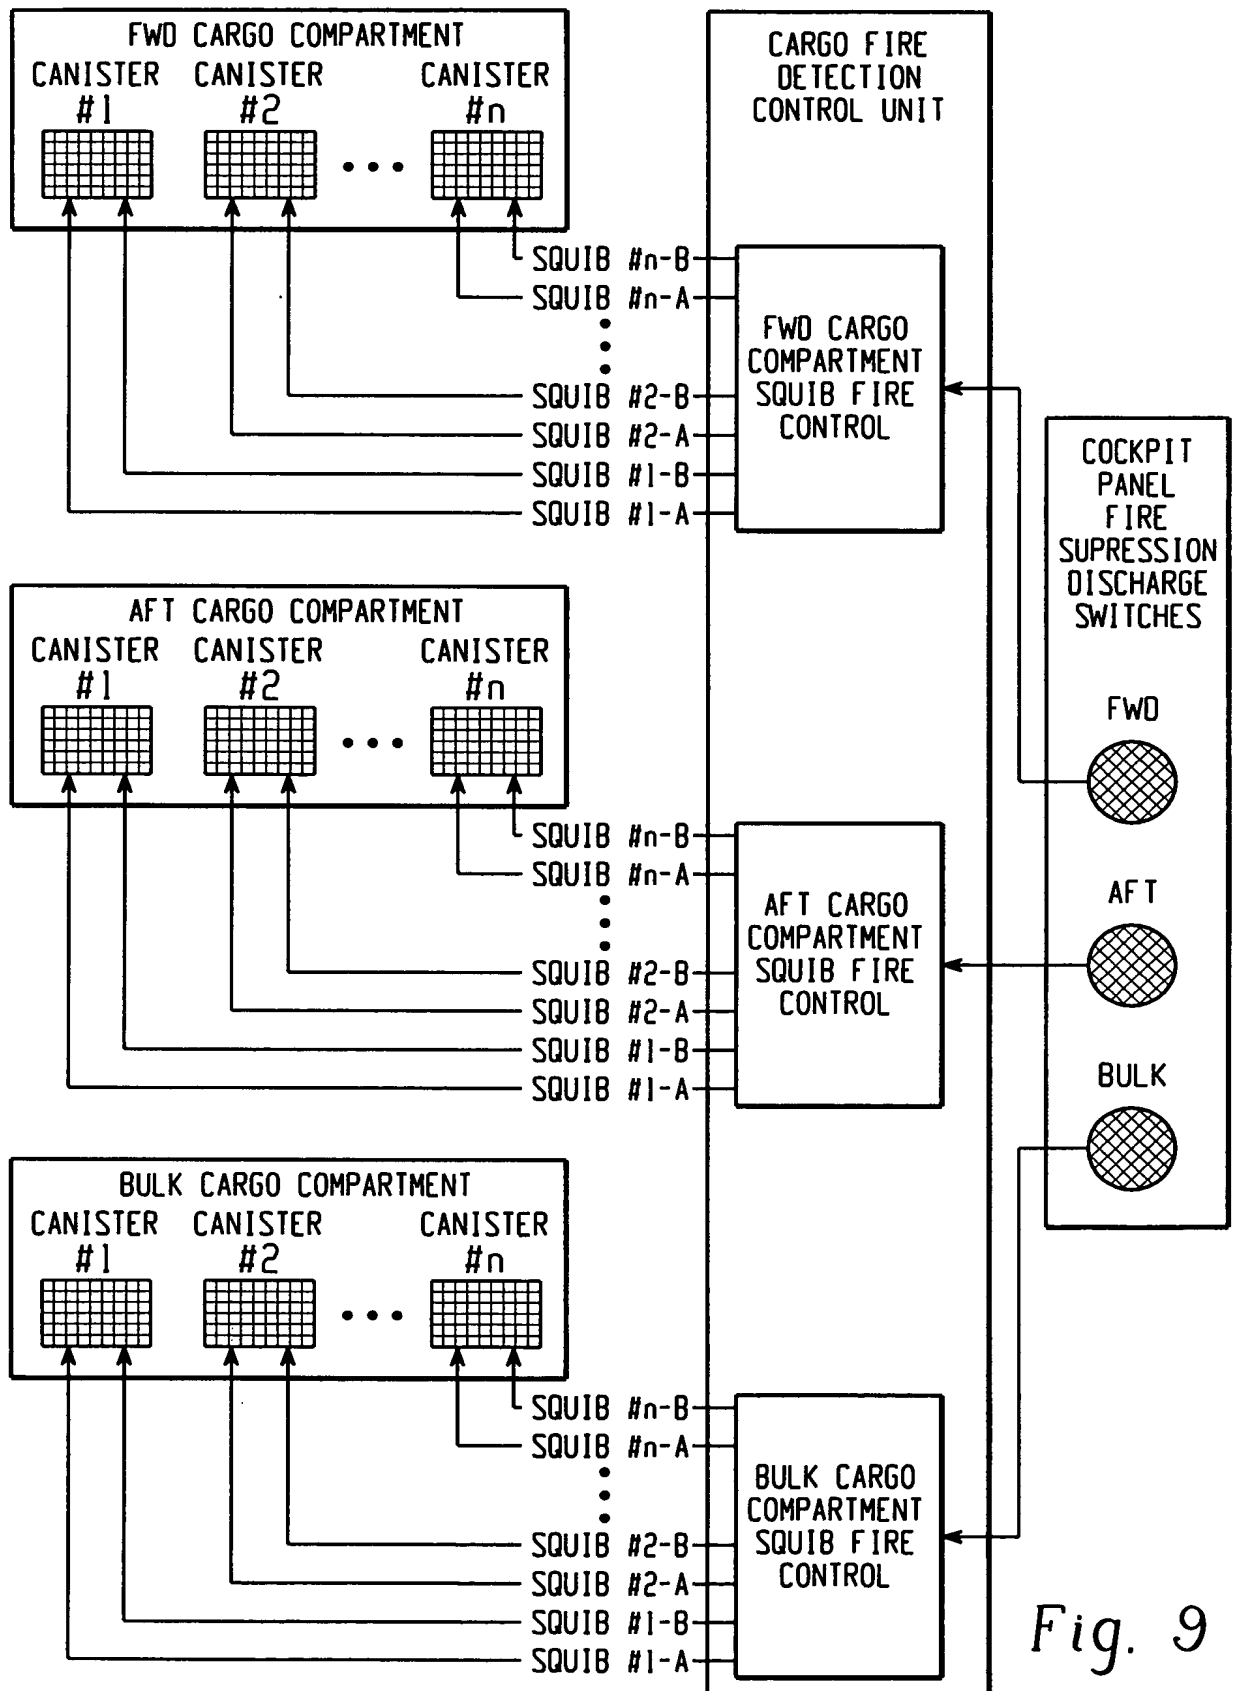 FWD CARGO COMPARTMENT
CANISTER CANISTER CANISTER
#1 #2 #n
SQUIB #n-B
SQUIB #n-A
SQUIB #2-B
SQUIB #2-A
SQUIB #1-B
SQUIB #1-A
AFT CARGO COMPARTMENT
CANISTER CANISTER CANISTER
#1 #2 #n
SQUIB #n-B
SQUIB #n-A
SQUIB #2-B
SQUIB #2-A
SQUIB #1-B
SQUIB #1-A
BULK CARGO COMPARTMENT
CANISTER CANISTER CANISTER
#1 #2 #n
SQUIB #n-B
SQUIB #n-A
SQUIB #2-B
SQUIB #2-A
SQUIB #1-B
SQUIB #1-A
CARGO FIRE
DETECTION
CONTROL UNIT
FWD CARGO
COMPARTMENT
SQUIB FIRE
CONTROL
AFT CARGO
COMPARTMENT
SQUIB FIRE
CONTROL
BULK CARGO
COMPARTMENT
SQUIB FIRE
CONTROL
COCKPIT
PANEL
FIRE
SUPRESSION
DISCHARGE
SWITCHES
FWD
AFT
BULK
Fig. 9